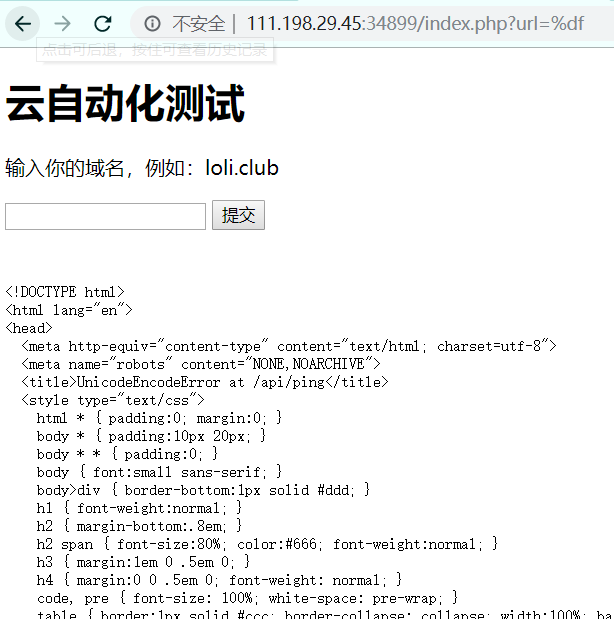 不安全 | 111.198.29.45:34899/index.php?url=%df
点击可后退，按住可查看历史记录
云自动化测试
输入你的域名，例如：loli.club
提交
<!DOCTYPE html>
<html lang="en">
<head>
  <meta http-equiv="content-type" content="text/html; charset=utf-8">
  <meta name="robots" content="NONE,NOARCHIVE">
  <title>UnicodeEncodeError at /api/ping</title>
  <style type="text/css">
    html * { padding:0; margin:0; }
    body * { padding:10px 20px; }
    body * * { padding:0; }
    body { font:small sans-serif; }
    body>div { border-bottom:1px solid #ddd; }
    h1 { font-weight:normal; }
    h2 { margin-bottom:.8em; }
    h2 span { font-size:80%; color:#666; font-weight:normal; }
    h3 { margin:1em 0 .5em 0; }
    h4 { margin:0 0 .5em 0; font-weight: normal; }
    code, pre { font-size: 100%; white-space: pre-wrap; }
    table { border:1px solid #ccc; border-collapse: collapse; width:100%; ba